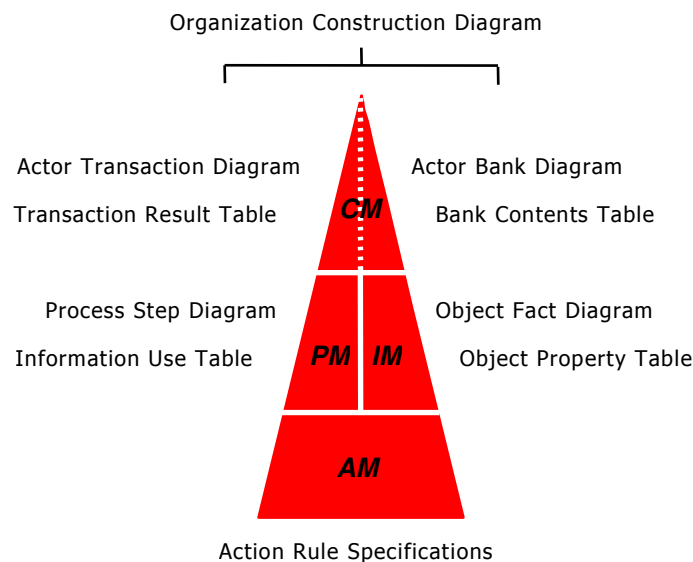 Organization Construction Diagram
Actor Transaction Diagram
Actor Bank Diagram
Transaction Result Table
CM
Bank Contents Table
Process Step Diagram
Object Fact Diagram
Information Use Table
PM
IM
Object Property Table
AM
Action Rule Specifications